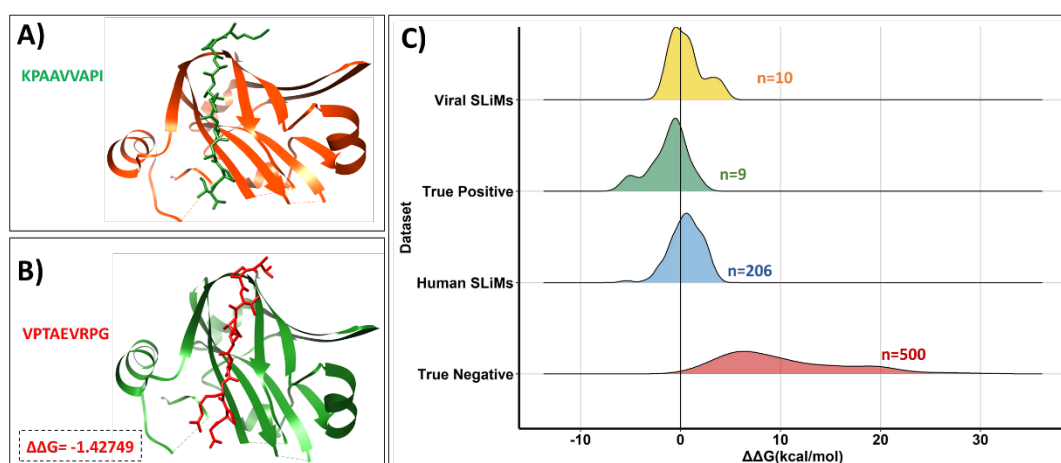 A)
KPAAVVAPI
B)
VPTAEVRPG
ΔΔG= -1.42749
C)
Dataset
Viral SLiMs
n=10
True Positive
n=9
Human SLiMs
n=206
True Negative
n=500
-10 0 10 20 30
ΔΔG(kcal/mol)